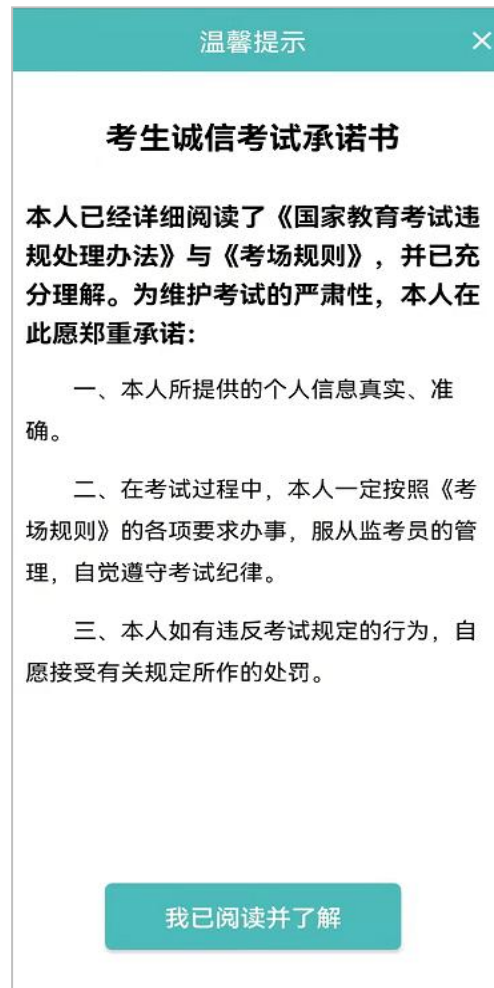 温馨提示 ×
考生诚信考试承诺书
本人已经详细阅读了《国家教育考试违
规处理办法》与《考场规则》，并已充
分理解。为维护考试的严肃性，本人在
此愿郑重承诺：
一、本人所提供的个人信息真实、准
确。
二、在考试过程中，本人一定按照《考
场规则》的各项要求办事，服从监考员的管
理，自觉遵守考试纪律。
三、本人如有违反考试规定的行为，自
愿接受有关规定所作的处罚。
我已阅读并了解